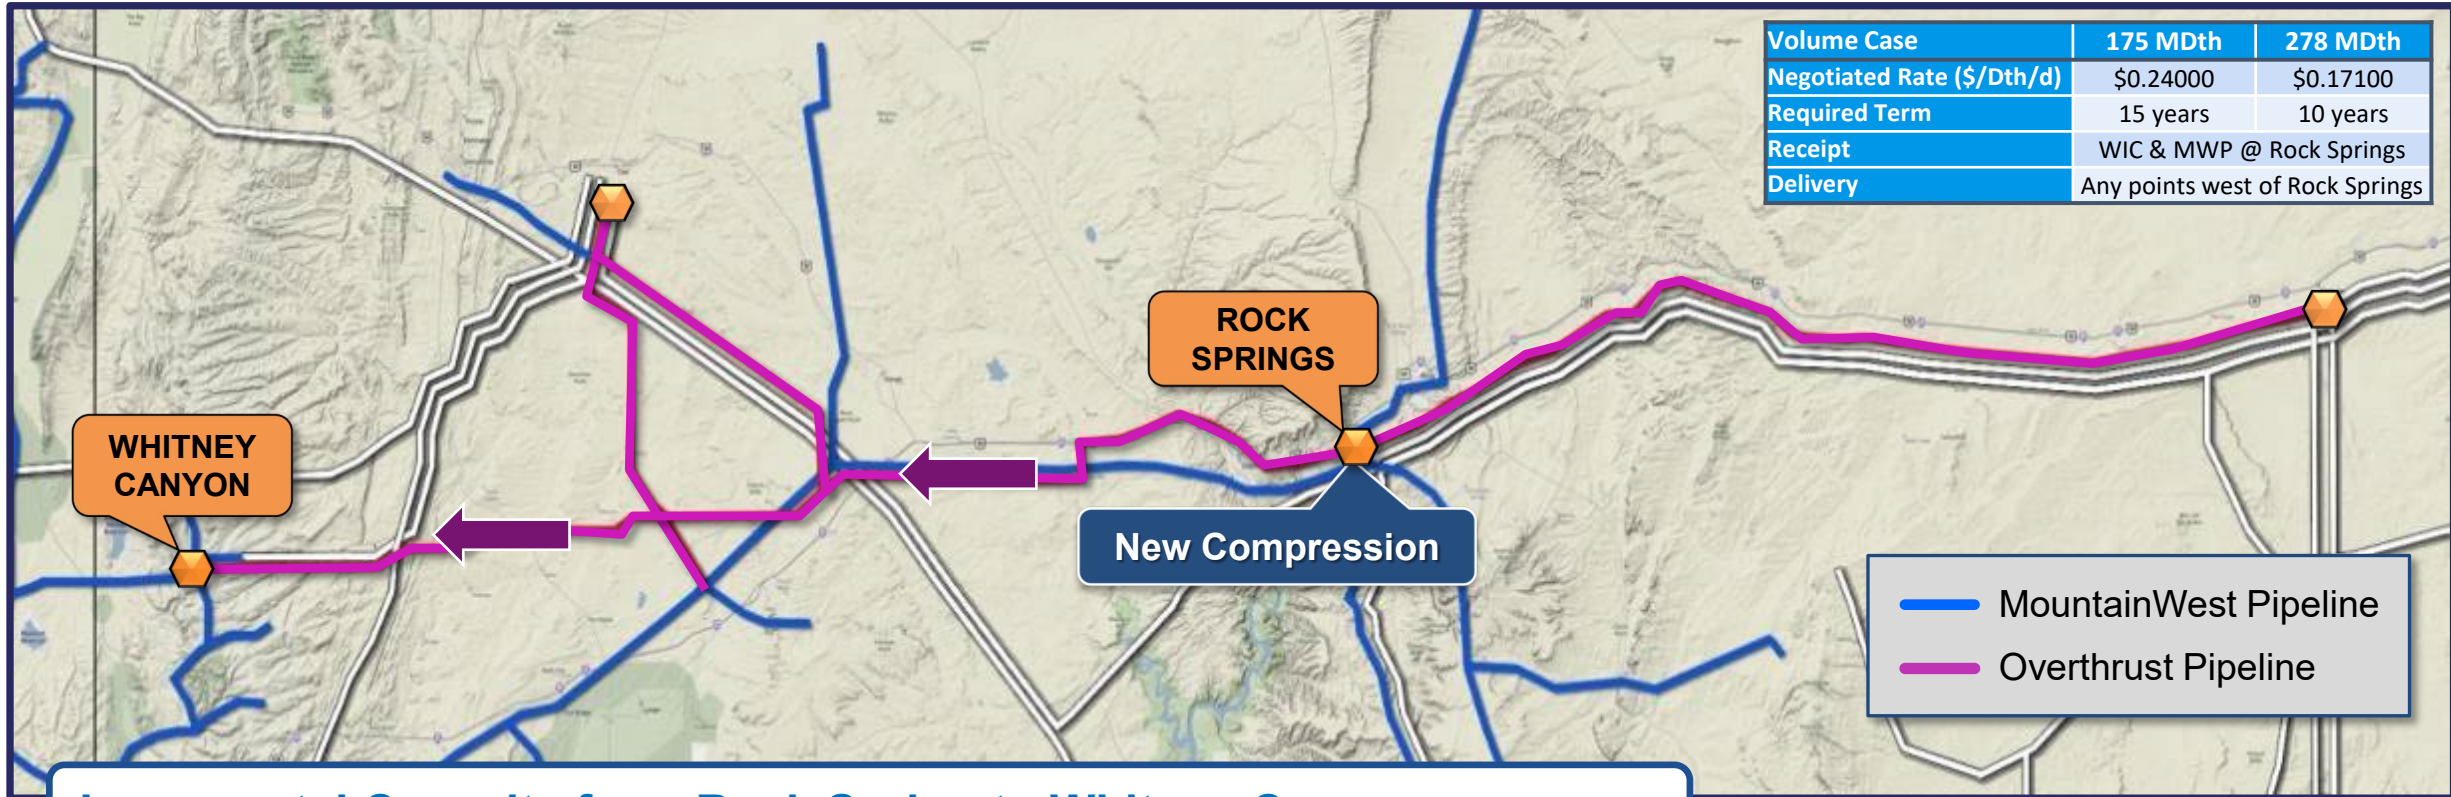 Volume Case 175 MDth 278 MDth
Negotiated Rate ($/Dth/d) $0.24000 $0.17100
Required Term 15 years 10 years
Receipt WIC & MWP @ Rock Springs
Delivery Any points west of Rock Springs
ROCK
SPRINGS
WHITNEY
CANYON
New Compression
MountainWest Pipeline
Overthrust Pipeline